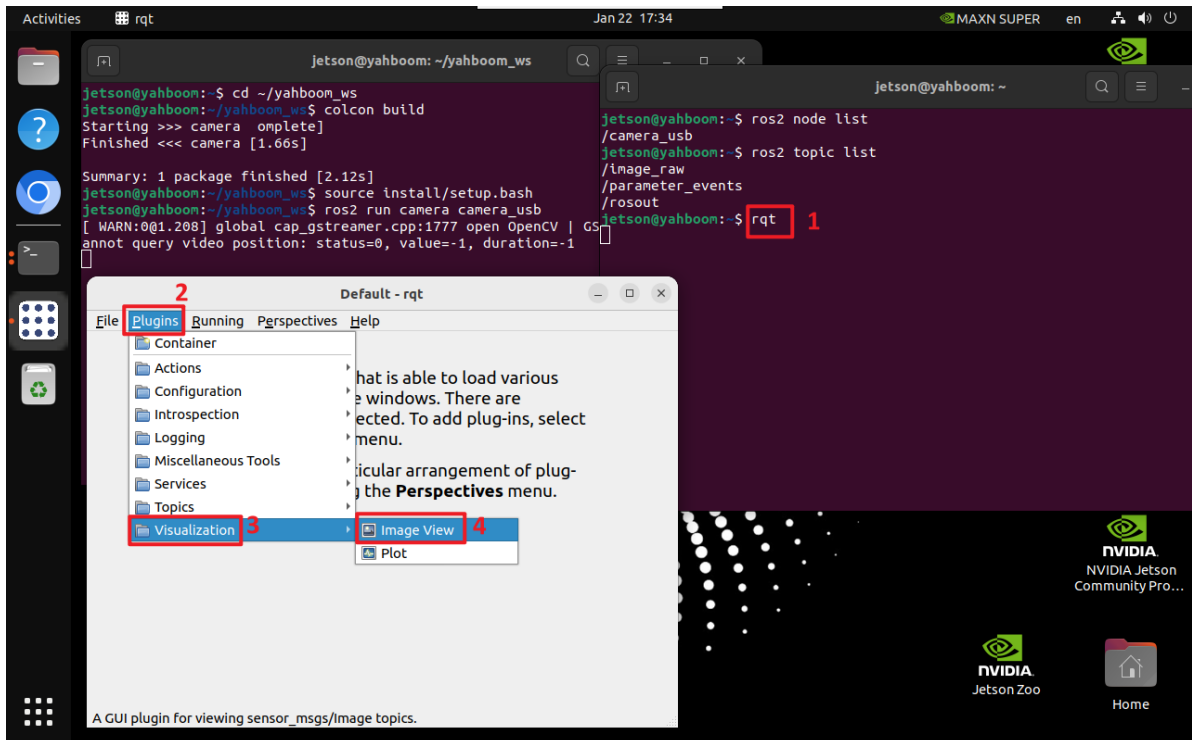 Activities
rqt
Jan 22 17:34
MAXN SUPER
en
jetson@yahboom: ~/yahboom_ws
jetson@yahboom:~$ cd ~/yahboom_ws
jetson@yahboom:~/yahboom_ws$ colcon build
Starting >>> camera omplete]
Finished <<< camera [1.66s]
Summary: 1 package finished [2.12s]
jetson@yahboom:~/yahboom_ws$ source install/setup.bash
jetson@yahboom:~/yahboom_ws$ ros2 run camera camera_usb
[ WARN:0@1.208] global cap_gstreamer.cpp:1777 open OpenCV | GS
annot query video position: status=0, value=-1, duration=-1
jetson@yahboom: ~
jetson@yahboom:~$ ros2 node list
/camera_usb
jetson@yahboom:~$ ros2 topic list
/image_raw
/parameter_events
/rosout
jetson@yahboom:~$ rqt
1
2
Default - rqt
File Plugins Running Perspectives Help
Container
Actions
Configuration
Introspection
Logging
Miscellaneous Tools
Services
Topics
Visualization
3
Image View
4
Plot
hat is able to load various
e windows. There are
ected. To add plug-ins, select
menu.
ticular arrangement of plug-
g the Perspectives menu.
A GUI plugin for viewing sensor_msgs/Image topics.
NVIDIA.
NVIDIA Jetson
Community Pro...
NVIDIA.
Jetson Zoo
Home